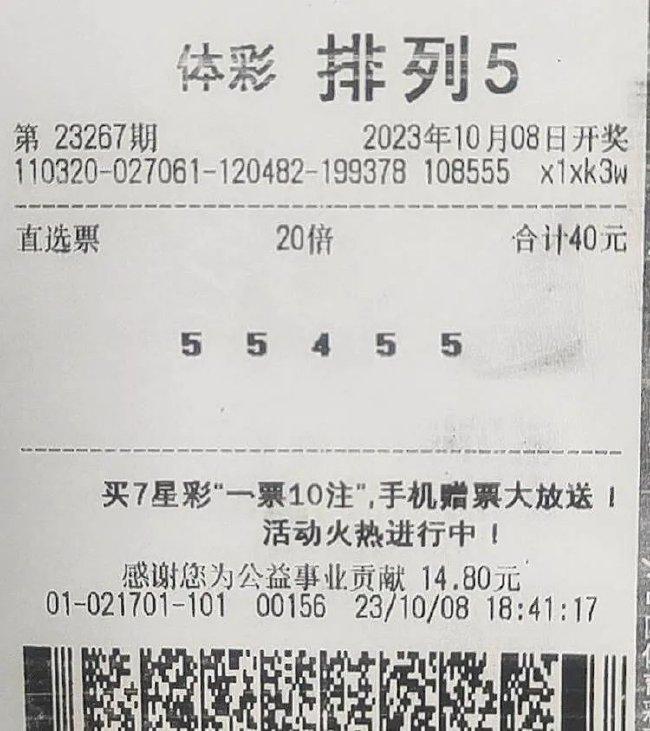 体彩 排列5
第 23267期 2023年10月08日开奖
110320-027061-120482-199378 108555 x1xk3w
直选票 20倍 合计40元
5 5 4 5 5
买7星彩"一票10注",手机赠票大放送！
活动火热进行中！
感谢您为公益事业贡献 14.80元
01-021701-101 00156 23/10/08 18:41:17